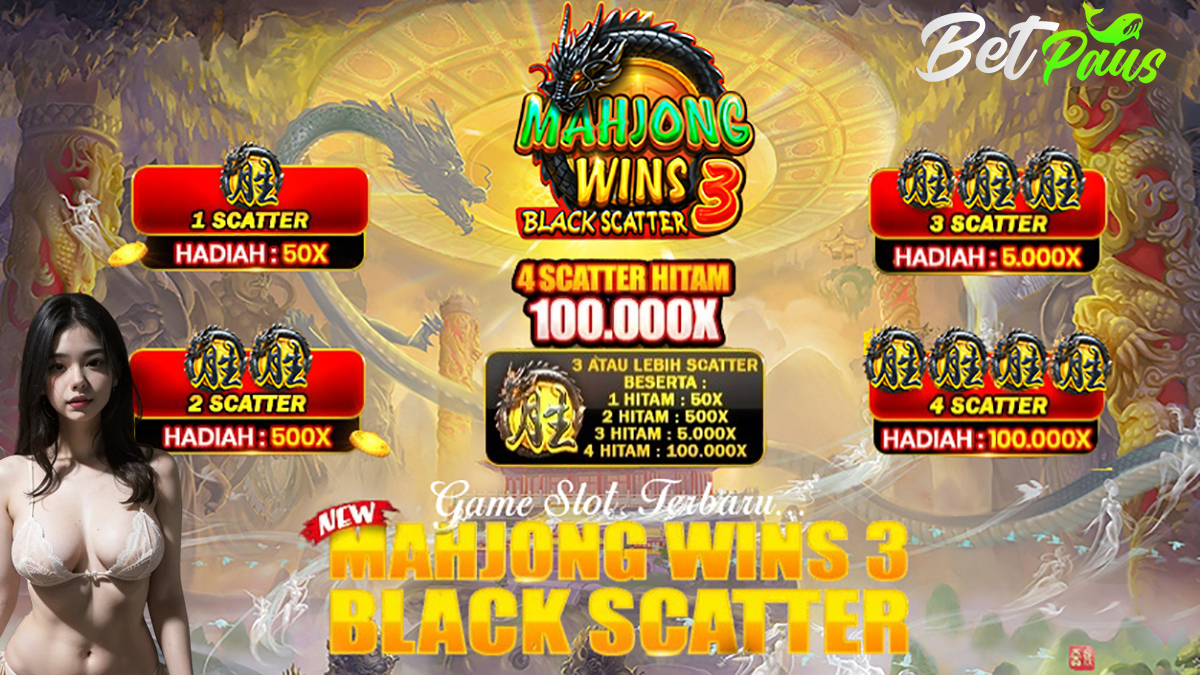 Bet Paus
MAHJONG
WINS 3
BLACK SCATTER
1 SCATTER
HADIAH : 50X
3 SCATTER
HADIAH : 5.000X
4 SCATTER HITAM
100.000X
2 SCATTER
HADIAH : 500X
3 ATAU LEBIH SCATTER
BESERTA :
1 HITAM : 50X
2 HITAM : 500X
3 HITAM : 5.000X
4 HITAM : 100.000X
4 SCATTER
HADIAH : 100.000X
Game Slot Terbaru...
NEW
MAHJONG WINS 3
BLACK SCATTER